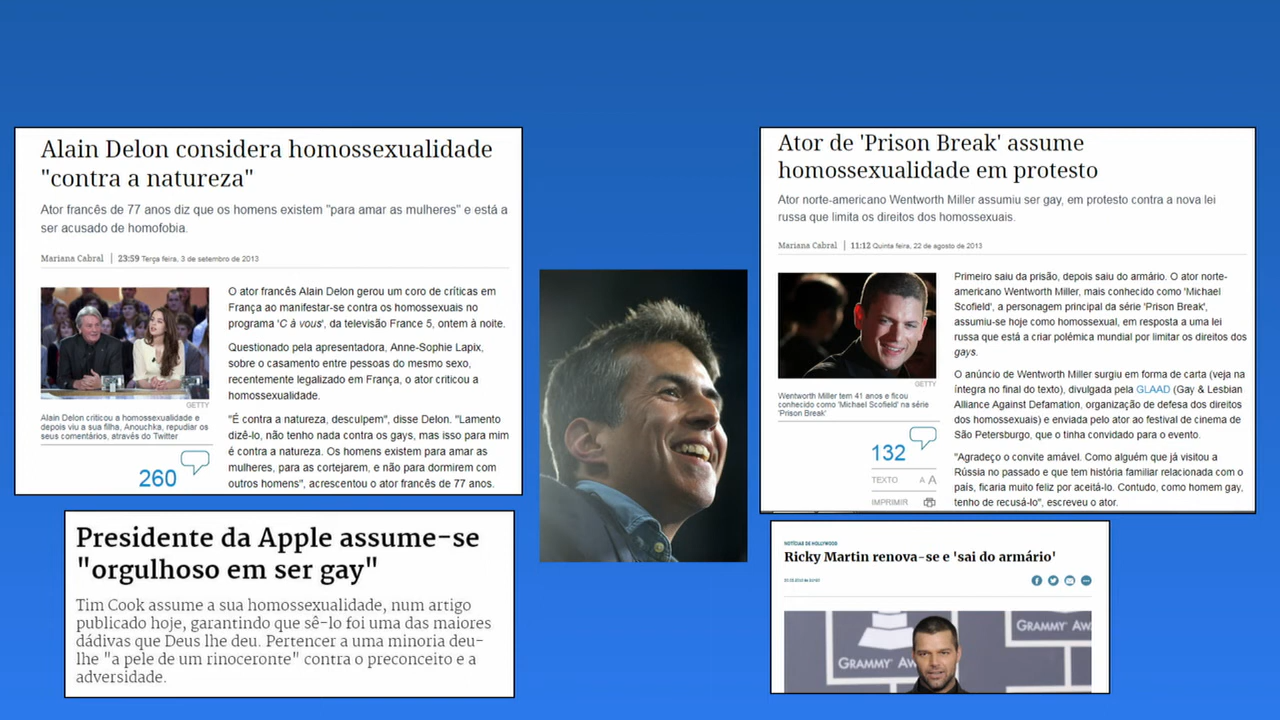 Alain Delon considera homossexualidade
"contra a natureza"
Ator francês de 77 anos diz que os homens existem "para amar as mulheres" e está a
ser acusado de homofobia.
Mariana Cabral | 23:59 Terça feira, 3 de setembro de 2013
GETTY
Alain Delon criticou a homossexualidade e
depois viu a sua filha, Anouchka, repudiar os
seus comentários, através do Twitter
260
O ator francês Alain Delon gerou um coro de críticas em
França ao manifestar-se contra os homossexuais no
programa 'C à vous', da televisão France 5, ontem à noite.
Questionado pela apresentadora, Anne-Sophie Lapix,
sobre o casamento entre pessoas do mesmo sexo,
recentemente legalizado em França, o ator criticou a
homossexualidade.
"É contra a natureza, desculpem", disse Delon. "Lamento
dizê-lo, não tenho nada contra os gays, mas isso para mim
é contra a natureza. Os homens existem para amar as
mulheres, para as cortejarem, e não para dormirem com
outros homens", acrescentou o ator francês de 77 anos.
Ator de 'Prison Break' assume
homossexualidade em protesto
Ator norte-americano Wentworth Miller assumiu ser gay, em protesto contra a nova lei
russa que limita os direitos dos homossexuais.
Mariana Cabral | 11:12 Quinta feira, 22 de agosto de 2013
GETTY
Wentworth Miller tem 41 anos e ficou
conhecido como 'Michael Scofield' na série
'Prison Break'
132
TEXTO A A
IMPRIMIR
Primeiro saiu da prisão, depois saiu do armário. O ator norte-
americano Wentworth Miller, mais conhecido como 'Michael
Scofield', a personagem principal da série 'Prison Break',
assumiu-se hoje como homossexual, em resposta a uma lei
russa que está a criar polémica mundial por limitar os direitos dos
gays.
O anúncio de Wentworth Miller surgiu em forma de carta (veja na
íntegra no final do texto), divulgada pela GLAAD (Gay & Lesbian
Alliance Against Defamation, organização de defesa dos direitos
dos homossexuais) e enviada pelo ator ao festival de cinema de
São Petersburgo, que o tinha convidado para o evento.
"Agradeço o convite amável. Como alguém que já visitou a
Rússia no passado e que tem história familiar relacionada com o
país, ficaria muito feliz por aceitá-lo. Contudo, como homem gay,
tenho de recusá-lo", escreveu o ator.
Presidente da Apple assume-se
"orgulhoso em ser gay"
Tim Cook assume a sua homossexualidade, num artigo
publicado hoje, garantindo que sê-lo foi uma das maiores
dádivas que Deus lhe deu. Pertencer a uma minoria deu-
lhe "a pele de um rinoceronte" contra o preconceito e a
adversidade.
NOTÍCIAS DE HOLLYWOOD
Ricky Martin renova-se e 'sai do armário'
GRAMMY AW
GRAMMY AW